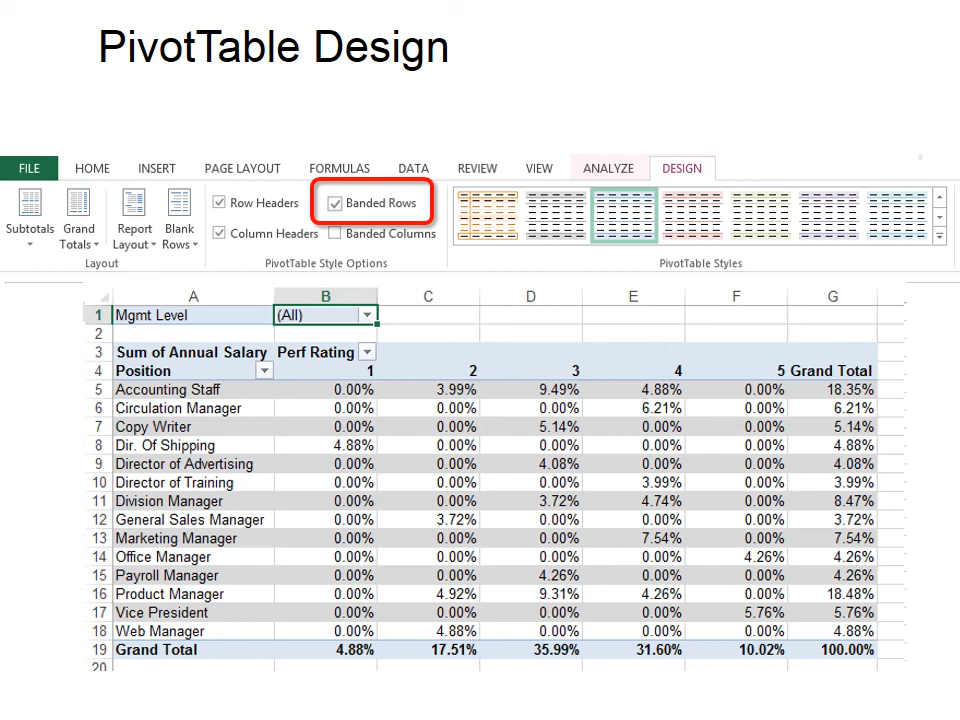 PivotTable Design
FILE HOME INSERT PAGE LAYOUT FORMULAS DATA REVIEW VIEW ANALYZE DESIGN
Subtotals Grand Totals Report Layout Blank Rows
Row Headers Banded Rows
Column Headers Banded Columns
Layout PivotTable Style Options PivotTable Styles
A B C D E F G
1 Mgmt Level (All)
2
3 Sum of Annual Salary Perf Rating
4 Position 1 2 3 4 5 Grand Total
5 Accounting Staff 0.00% 3.99% 9.49% 4.88% 0.00% 18.35%
6 Circulation Manager 0.00% 0.00% 0.00% 6.21% 0.00% 6.21%
7 Copy Writer 0.00% 0.00% 5.14% 0.00% 0.00% 5.14%
8 Dir. Of Shipping 4.88% 0.00% 0.00% 0.00% 0.00% 4.88%
9 Director of Advertising 0.00% 0.00% 4.08% 0.00% 0.00% 4.08%
10 Director of Training 0.00% 0.00% 0.00% 3.99% 0.00% 3.99%
11 Division Manager 0.00% 0.00% 3.72% 4.74% 0.00% 8.47%
12 General Sales Manager 0.00% 3.72% 0.00% 0.00% 0.00% 3.72%
13 Marketing Manager 0.00% 0.00% 0.00% 7.54% 0.00% 7.54%
14 Office Manager 0.00% 0.00% 0.00% 0.00% 4.26% 4.26%
15 Payroll Manager 0.00% 0.00% 4.26% 0.00% 0.00% 4.26%
16 Product Manager 0.00% 4.92% 9.31% 4.26% 0.00% 18.48%
17 Vice President 0.00% 0.00% 0.00% 0.00% 5.76% 5.76%
18 Web Manager 0.00% 4.88% 0.00% 0.00% 0.00% 4.88%
19 Grand Total 4.88% 17.51% 35.99% 31.60% 10.02% 100.00%
20